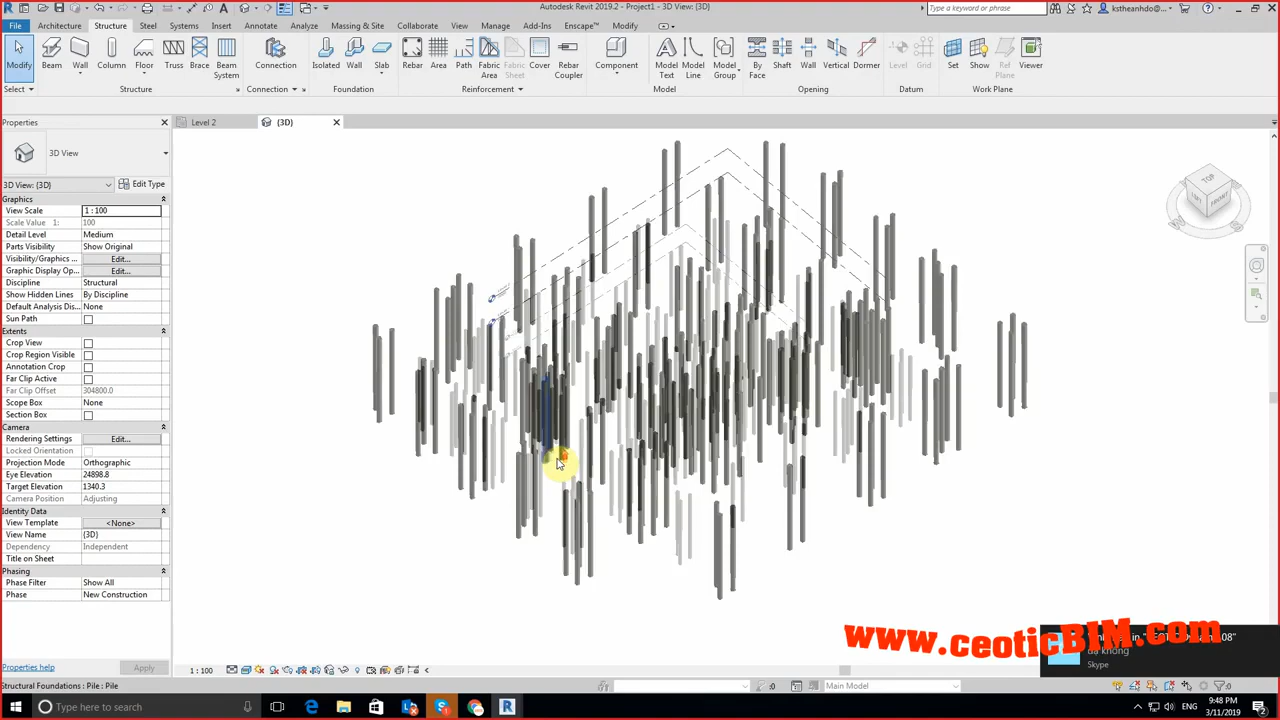 Autodesk Revit 2019.2 - Project1 - 3D View: {3D}
Type a keyword or phrase
kstheanhdo@...
File Architecture Structure Steel Systems Insert Annotate Analyze Massing & Site Collaborate View Manage Add-Ins Enscape™ Modify
Modify Beam Wall Column Floor Truss Brace Beam System Connection Isolated Wall Slab Rebar Area Path Fabric Area Fabric Sheet Cover Rebar Coupler Component Model Text Model Line Model Group By Face Shaft Wall Vertical Dormer Level Grid Set Show Ref Plane Viewer
Select Structure Connection Foundation Reinforcement Model Opening Datum Work Plane
Properties
Level 2
{3D}
3D View
3D View: {3D} Edit Type
Graphics
View Scale 1 : 100
Scale Value 1: 100
Detail Level Medium
Parts Visibility Show Original
Visibility/Graphics ... Edit...
Graphic Display Op... Edit...
Discipline Structural
Show Hidden Lines By Discipline
Default Analysis Dis... None
Sun Path
Extents
Crop View
Crop Region Visible
Annotation Crop
Far Clip Active
Far Clip Offset 304800.0
Scope Box None
Section Box
Camera
Rendering Settings Edit...
Locked Orientation
Projection Mode Orthographic
Eye Elevation 24898.8
Target Elevation 1340.3
Camera Position Adjusting
Identity Data
View Template <None>
View Name {3D}
Dependency Independent
Title on Sheet
Phasing
Phase Filter Show All
Phase New Construction
Properties help Apply
TOP
LEFT FRONT
www.ceoticBIM.com
08"
dạ không
Skype
1 : 100
Structural Foundations : Pile : Pile
:0
Main Model
:0
Type here to search
ENG
9:48 PM
3/11/2019